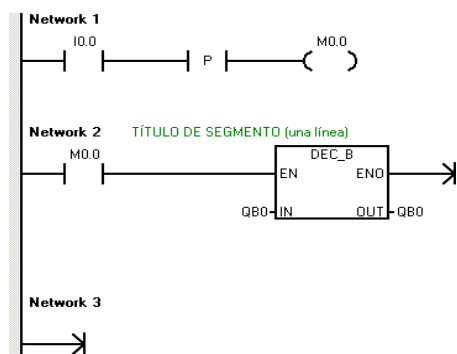 Network 1
I0.0
P
M0.0
Network 2 TÍTULO DE SEGMENTO (una línea)
M0.0
DEC_B
EN ENO
QB0 IN OUT QB0
Network 3